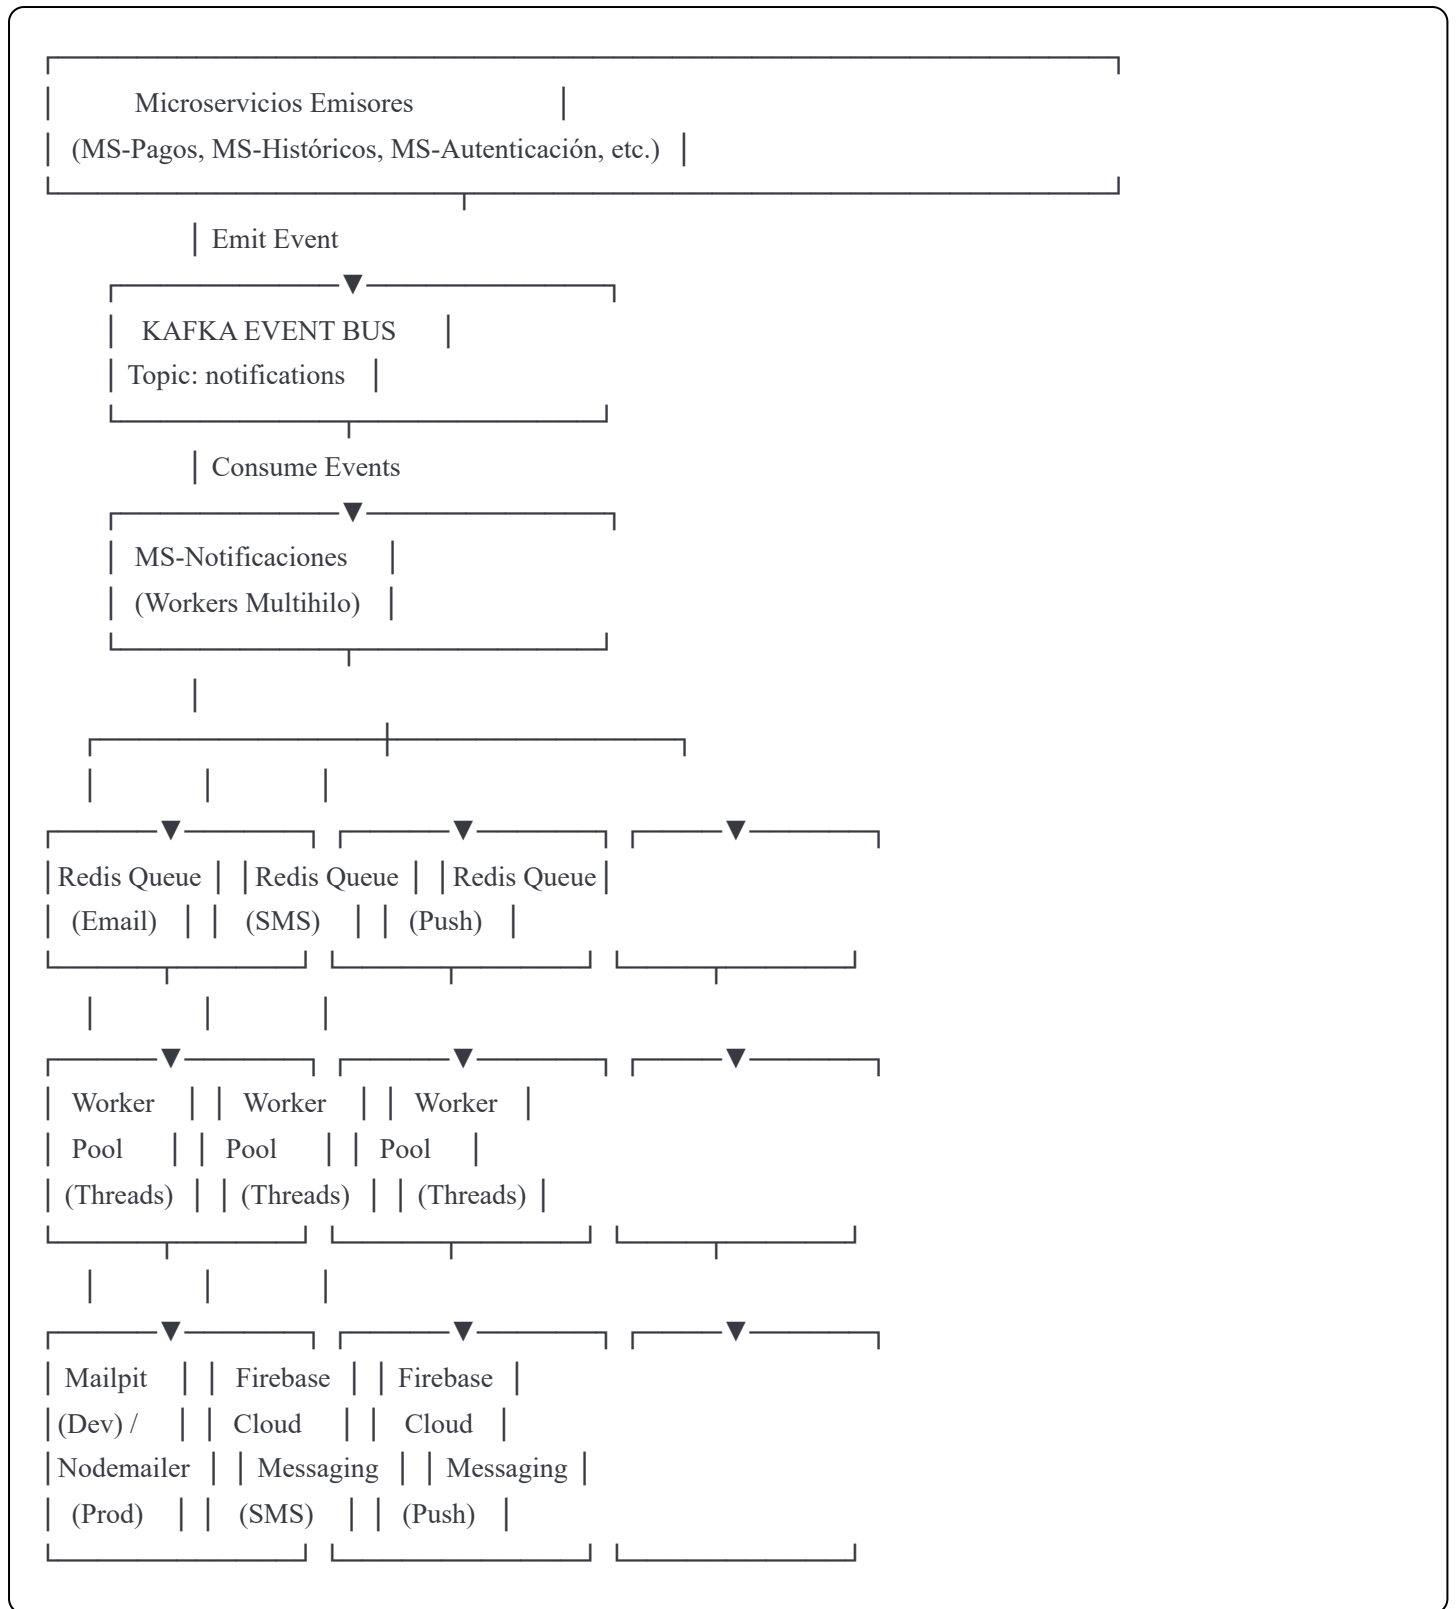 Microservicios Emisores
(MS-Pagos, MS-Históricos, MS-Autenticación, etc.)
Emit Event
KAFKA EVENT BUS
Topic: notifications
Consume Events
MS-Notificaciones
(Workers Multihilo)
Redis Queue Redis Queue Redis Queue
(Email) (SMS) (Push)
Worker Worker Worker
Pool Pool Pool
(Threads) (Threads) (Threads)
Mailpit Firebase Firebase
(Dev) / Cloud Cloud
Nodemailer Messaging Messaging
(Prod) (SMS) (Push)